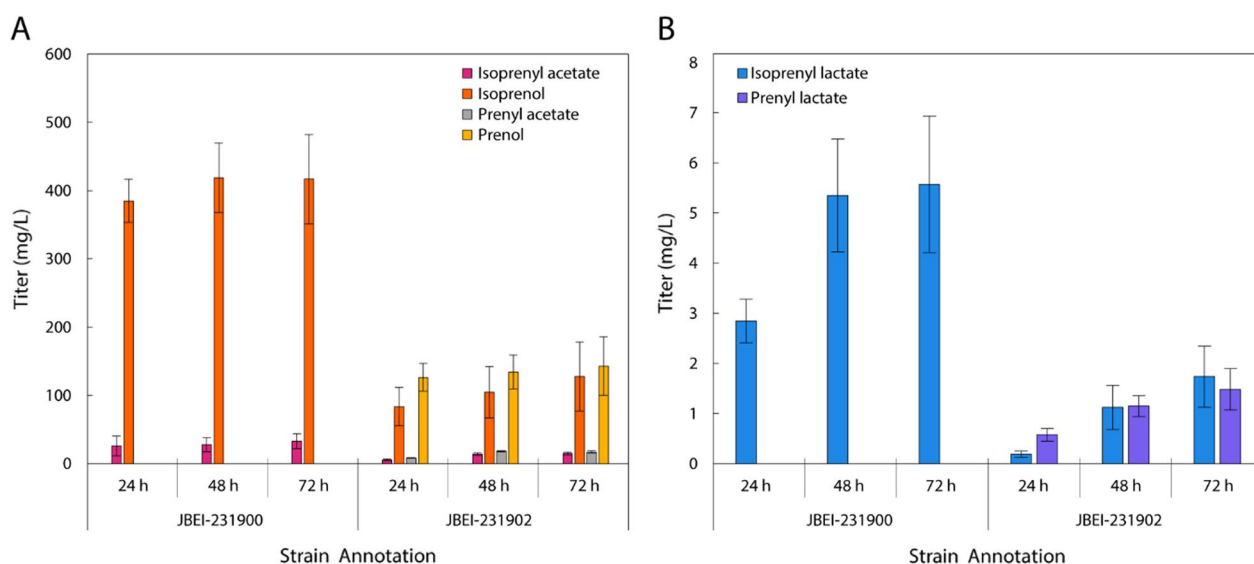 A
600
500
400
300
200
100
0
Titer (mg/L)
Isoprenyl acetate
Isoprenol
Prenyl acetate
Prenol
24 h 48 h 72 h 24 h 48 h 72 h
JBEI-231900 JBEI-231902
Strain Annotation
B
8
7
6
5
4
3
2
1
0
Titer (mg/L)
Isoprenyl lactate
Prenyl lactate
24 h 48 h 72 h 24 h 48 h 72 h
JBEI-231900 JBEI-231902
Strain Annotation